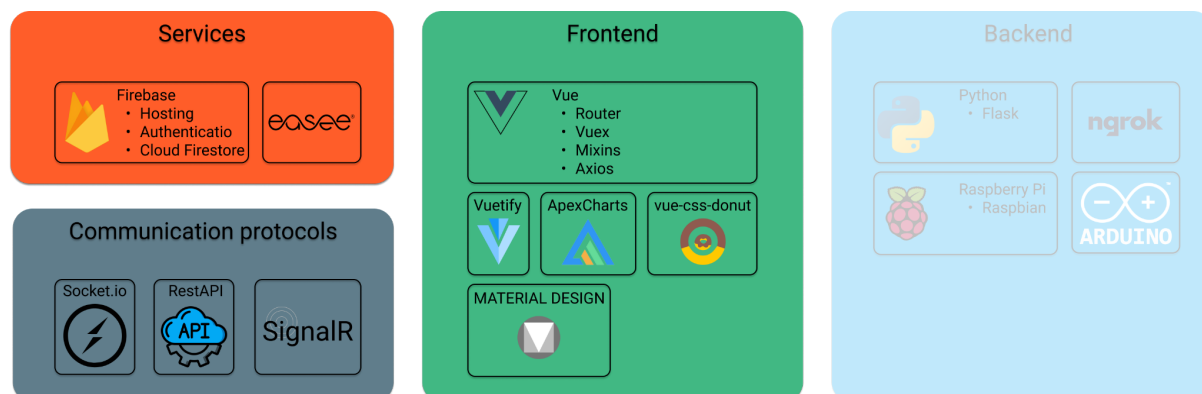 Services
Firebase
• Hosting
• Authenticatio
• Cloud Firestore
easee®
Communication protocols
Socket.io
RestAPI
API
SignalR
Frontend
Vue
• Router
• Vuex
• Mixins
• Axios
Vuetify
ApexCharts
vue-css-donut
MATERIAL DESIGN
Backend
Python
• Flask
ngrok
Raspberry Pi
• Raspbian
ARDUINO™